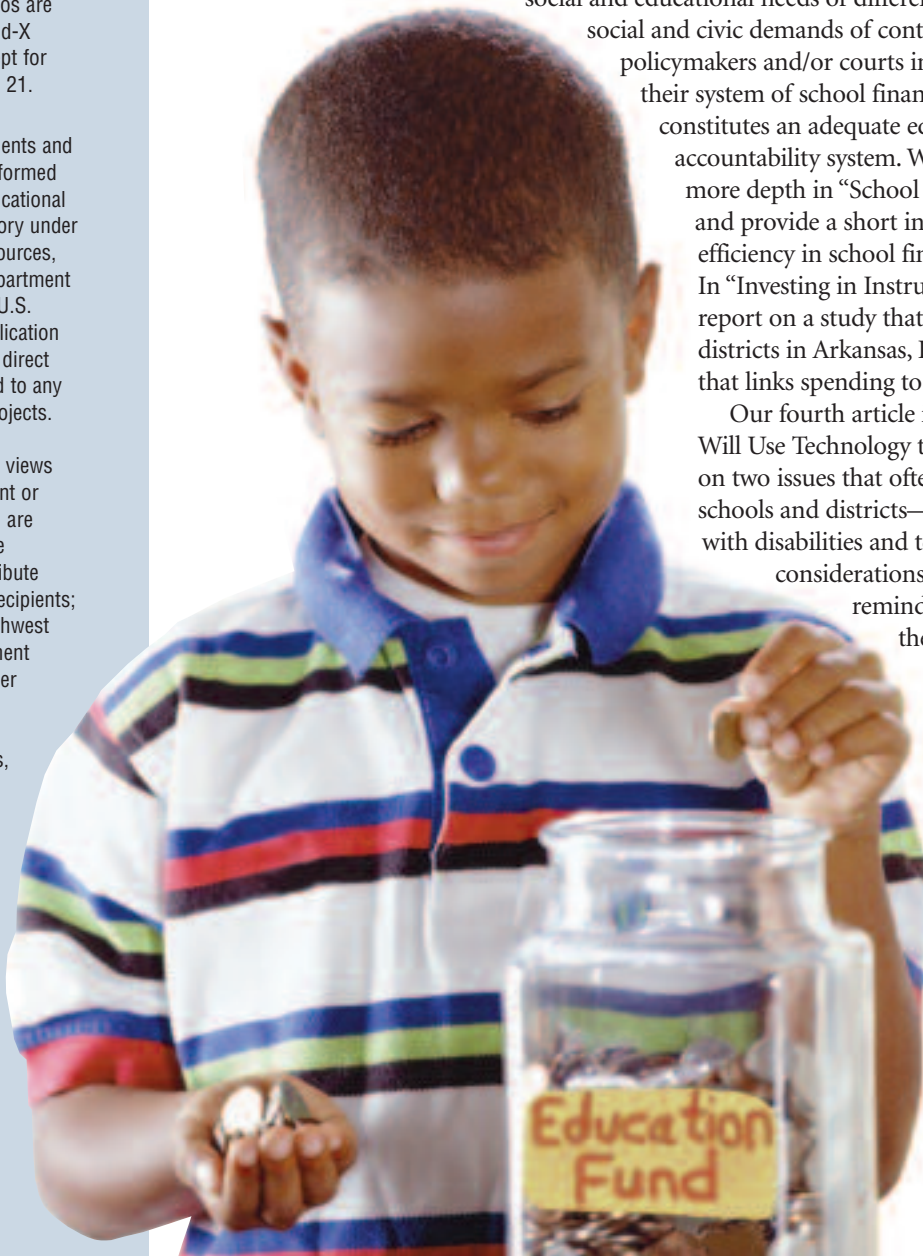 os are
d-X
pt for
21.
ents and
formed
cational
ory under
ources,
partment
U.S.
lication
direct
d to any
ojects.
views
nt or
are
e
ibute
ecipients;
hwest
ment
er
s,
social and educational needs of differe
social and civic demands of cont
policymakers and/or courts i
their system of school finan
constitutes an adequate e
accountability system. W
more depth in “School
and provide a short in
efficiency in school fi
In “Investing in Instru
report on a study that
districts in Arkansas,
that links spending to
Our fourth article
Will Use Technology t
on two issues that ofte
schools and districts—
with disabilities and t
considerations
remind
the
Education
Fund